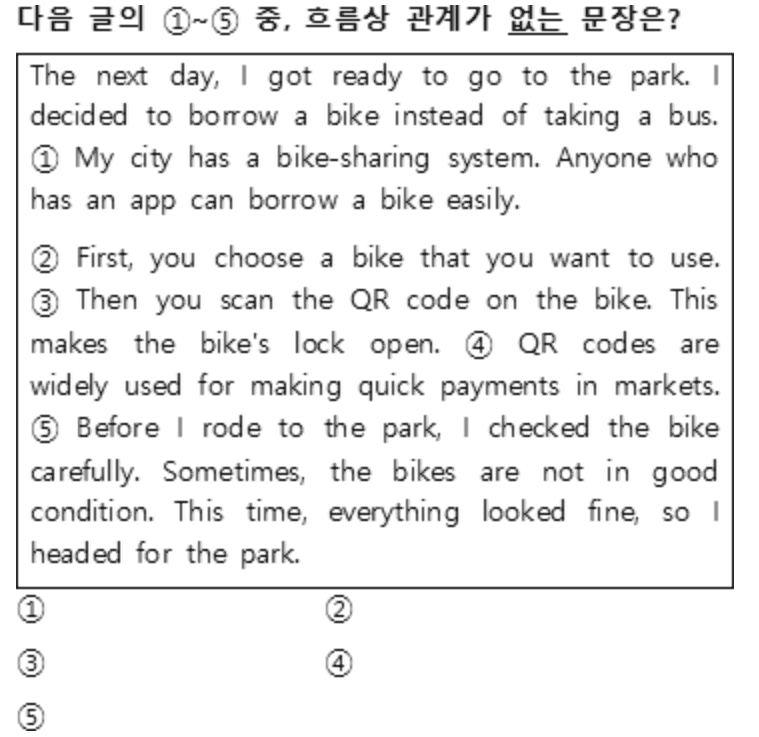 다음 글의 ①~⑤ 중, 흐름상 관계가 없는 문장은?
The next day, I got ready to go to the park. I
decided to borrow a bike instead of taking a bus.
① My city has a bike-sharing system. Anyone who
has an app can borrow a bike easily.
② First, you choose a bike that you want to use.
③ Then you scan the QR code on the bike. This
makes the bike's lock open. ④ QR codes are
widely used for making quick payments in markets.
⑤ Before I rode to the park, I checked the bike
carefully. Sometimes, the bikes are not in good
condition. This time, everything looked fine, so I
headed for the park.
① ②
③ ④
⑤